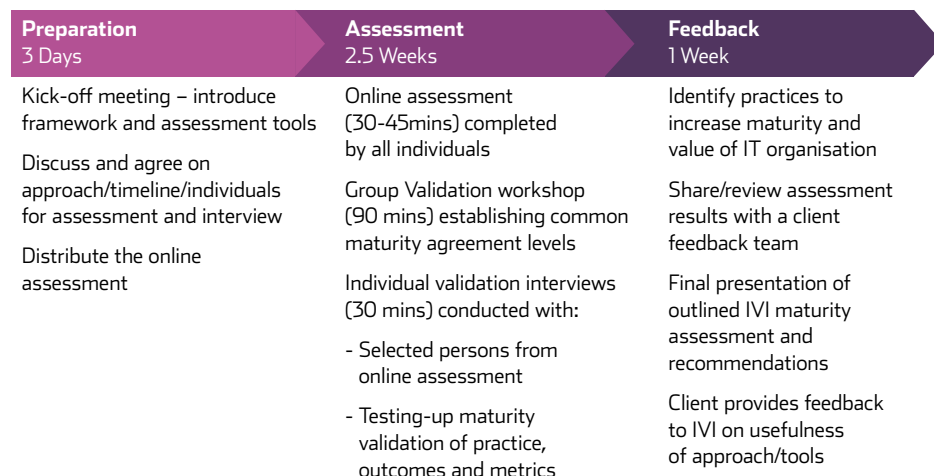 Preparation
3 Days
Kick-off meeting – introduce
framework and assessment tools
Discuss and agree on
approach/timeline/individuals
for assessment and interview
Distribute the online
assessment
Assessment
2.5 Weeks
Online assessment
(30-45mins) completed
by all individuals
Group Validation workshop
(90 mins) establishing common
maturity agreement levels
Individual validation interviews
(30 mins) conducted with:
- Selected persons from
online assessment
- Testing-up maturity
validation of practice,
outcomes and metrics
Feedback
1 Week
Identify practices to
increase maturity and
value of IT organisation
Share/review assessment
results with a client
feedback team
Final presentation of
outlined IVI maturity
assessment and
recommendations
Client provides feedback
to IVI on usefulness
of approach/tools